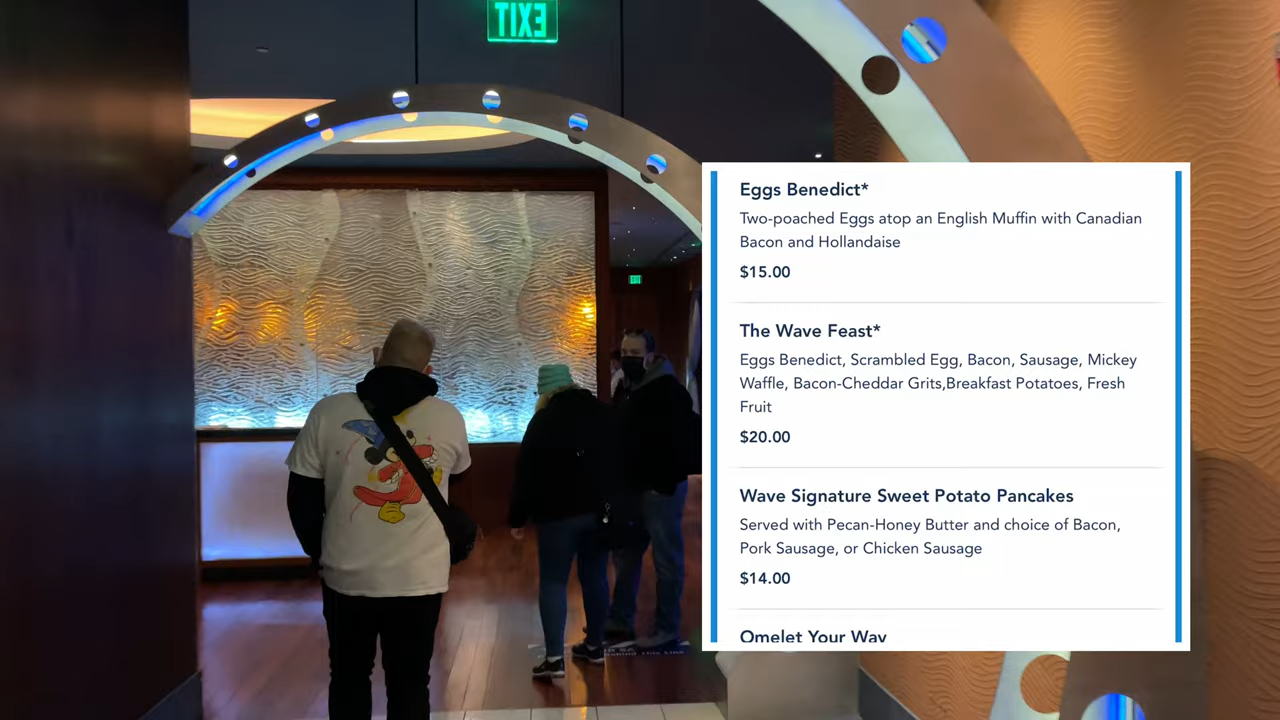 EXIT
Eggs Benedict*
Two-poached Eggs atop an English Muffin with Canadian
Bacon and Hollandaise
$15.00
The Wave Feast*
Eggs Benedict, Scrambled Egg, Bacon, Sausage, Mickey
Waffle, Bacon-Cheddar Grits,Breakfast Potatoes, Fresh
Fruit
$20.00
Wave Signature Sweet Potato Pancakes
Served with Pecan-Honey Butter and choice of Bacon,
Pork Sausage, or Chicken Sausage
$14.00
Omelet Your Way